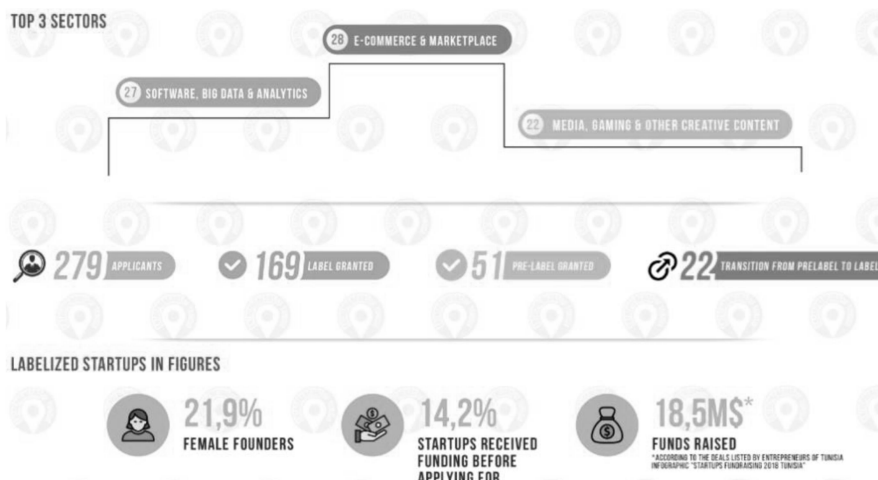 TOP 3 SECTORS
28 E-COMMERCE & MARKETPLACE
27 SOFTWARE, BIG DATA & ANALYTICS
22 MEDIA, GAMING & OTHER CREATIVE CONTENT
279 APPLICANTS
169 LABEL GRANTED
51 PRE-LABEL GRANTED
22 TRANSITION FROM PRELABEL TO LABEL
LABELIZED STARTUPS IN FIGURES
21,9%
FEMALE FOUNDERS
14,2%
STARTUPS RECEIVED
FUNDING BEFORE
APPLYING FOR
18,5M$*
FUNDS RAISED
*ACCORDING TO THE DEALS LISTED BY ENTREPRENEURS OF TUNISIA
INFOGRAPHIC "STARTUPS FUNDRAISING 2018 TUNISIA"